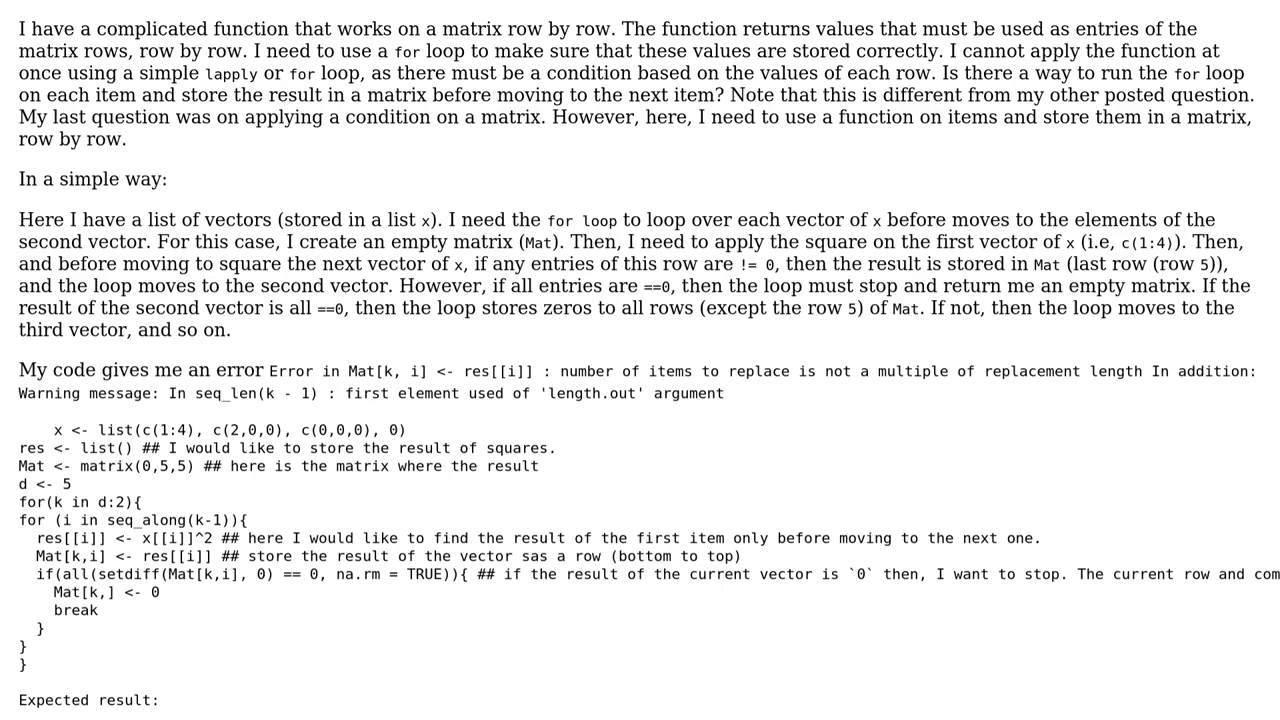 I have a complicated function that works on a matrix row by row. The function returns values that must be used as entries of the
matrix rows, row by row. I need to use a for loop to make sure that these values are stored correctly. I cannot apply the function at
once using a simple lapply or for loop, as there must be a condition based on the values of each row. Is there a way to run the for loop
on each item and store the result in a matrix before moving to the next item? Note that this is different from my other posted question.
My last question was on applying a condition on a matrix. However, here, I need to use a function on items and store them in a matrix,
row by row.
In a simple way:
Here I have a list of vectors (stored in a list x). I need the for loop to loop over each vector of x before moves to the elements of the
second vector. For this case, I create an empty matrix (Mat). Then, I need to apply the square on the first vector of x (i.e, c(1:4)). Then,
and before moving to square the next vector of x, if any entries of this row are != 0, then the result is stored in Mat (last row (row 5)),
and the loop moves to the second vector. However, if all entries are ==0, then the loop must stop and return me an empty matrix. If the
result of the second vector is all ==0, then the loop stores zeros to all rows (except the row 5) of Mat. If not, then the loop moves to the
third vector, and so on.
My code gives me an error Error in Mat[k, i] <- res[[i]] : number of items to replace is not a multiple of replacement length In addition:
Warning message: In seq_len(k - 1) : first element used of 'length.out' argument
    x <- list(c(1:4), c(2,0,0), c(0,0,0), 0)
res <- list() ## I would like to store the result of squares.
Mat <- matrix(0,5,5) ## here is the matrix where the result
d <- 5
for(k in d:2){
for (i in seq_along(k-1)){
  res[[i]] <- x[[i]]^2 ## here I would like to find the result of the first item only before moving to the next one.
  Mat[k,i] <- res[[i]] ## store the result of the vector sas a row (bottom to top)
  if(all(setdiff(Mat[k,i], 0) == 0, na.rm = TRUE)){ ## if the result of the current vector is `0` then, I want to stop. The current row and com
    Mat[k,] <- 0
    break
  }
}
}
Expected result: